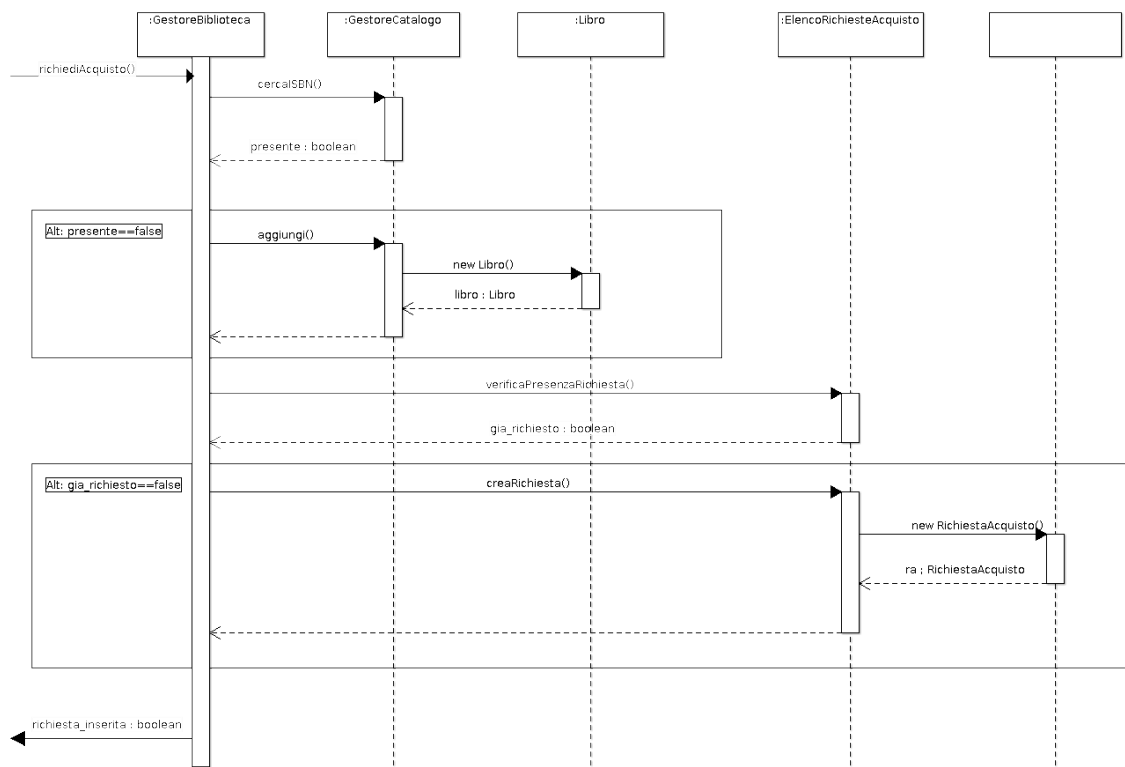 :GestoreBiblioteca
:GestoreCatalogo
:Libro
:ElencoRichiesteAcquisto
richiediAcquisto()
cercaISBN()
presente : boolean
Alt: presente==false
aggiungi()
new Libro()
libro : Libro
verificaPresenzaRichiesta()
gia_richiesto : boolean
Alt: gia_richiesto==false
creaRichiesta()
new RichiestaAcquisto()
ra ; RichiestaAcquisto
richiesta_inserita : boolean